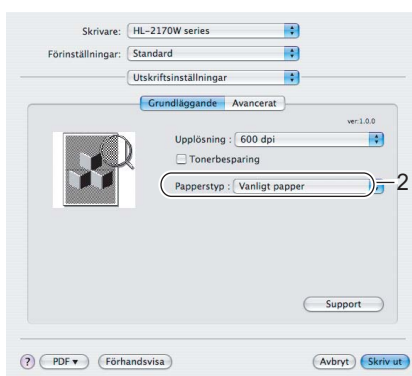 Skrivare: HL-2170W series
Förinställningar: Standard
Utskriftsinställningar
Grundläggande Avancerat
ver:1.0.0
Upplösning : 600 dpi
Tonerbesparing
Papperstyp : Vanligt papper 2
Support
? PDF Förhandsvisa Avbryt Skriv ut